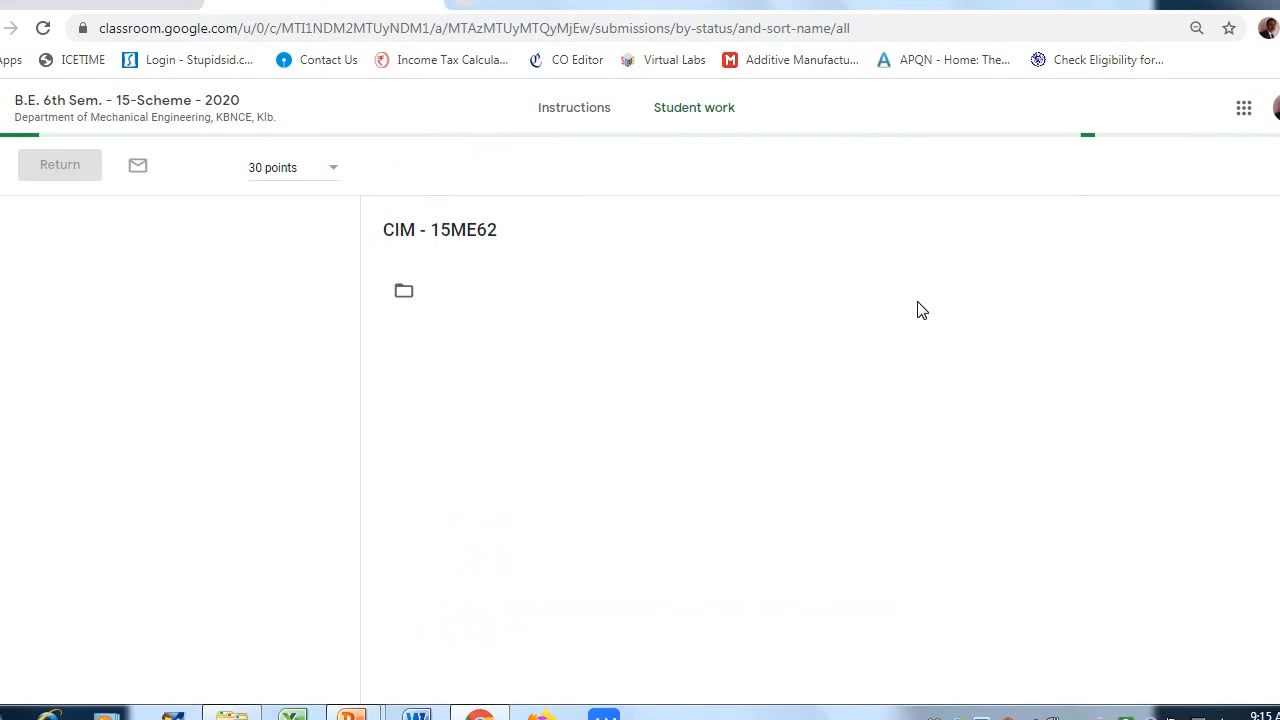 classroom.google.com/u/0/c/MTI1NDM2MTUyNDM1/a/MTAzMTUyMTQyMzEw/submissions/by-status/and-sort-name/all
Apps ICETIME Login - Stupidsid.c... Contact Us Income Tax Calcula... CO Editor Virtual Labs Additive Manufactu... APQN - Home: The... Check Eligibility for...
B.E. 6th Sem. - 15-Scheme - 2020
Department of Mechanical Engineering, KBNCE, Klb.
Instructions Student work
Return 30 points
CIM - 15ME62
9:15